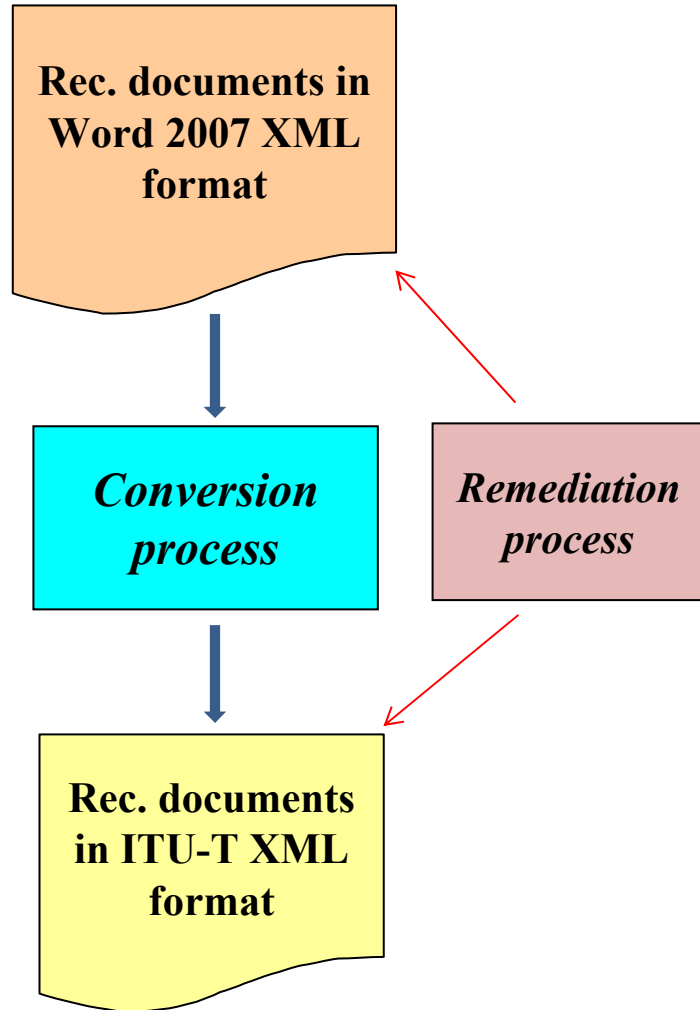 Rec. documents in
Word 2007 XML
format
Conversion
process
Remediation
process
Rec. documents
in ITU-T XML
format